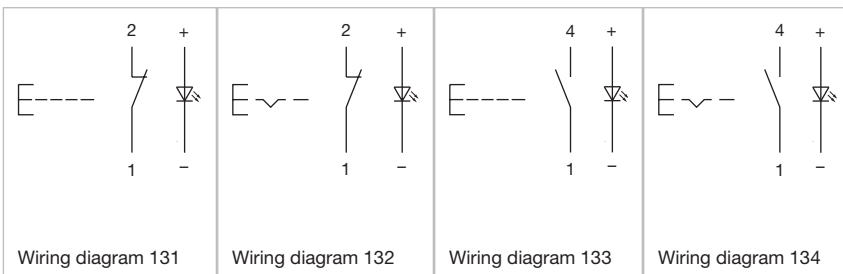 2 + 2 + 4 + 4 +
1 – 1 – 1 – 1 –
Wiring diagram 131 Wiring diagram 132 Wiring diagram 133 Wiring diagram 134